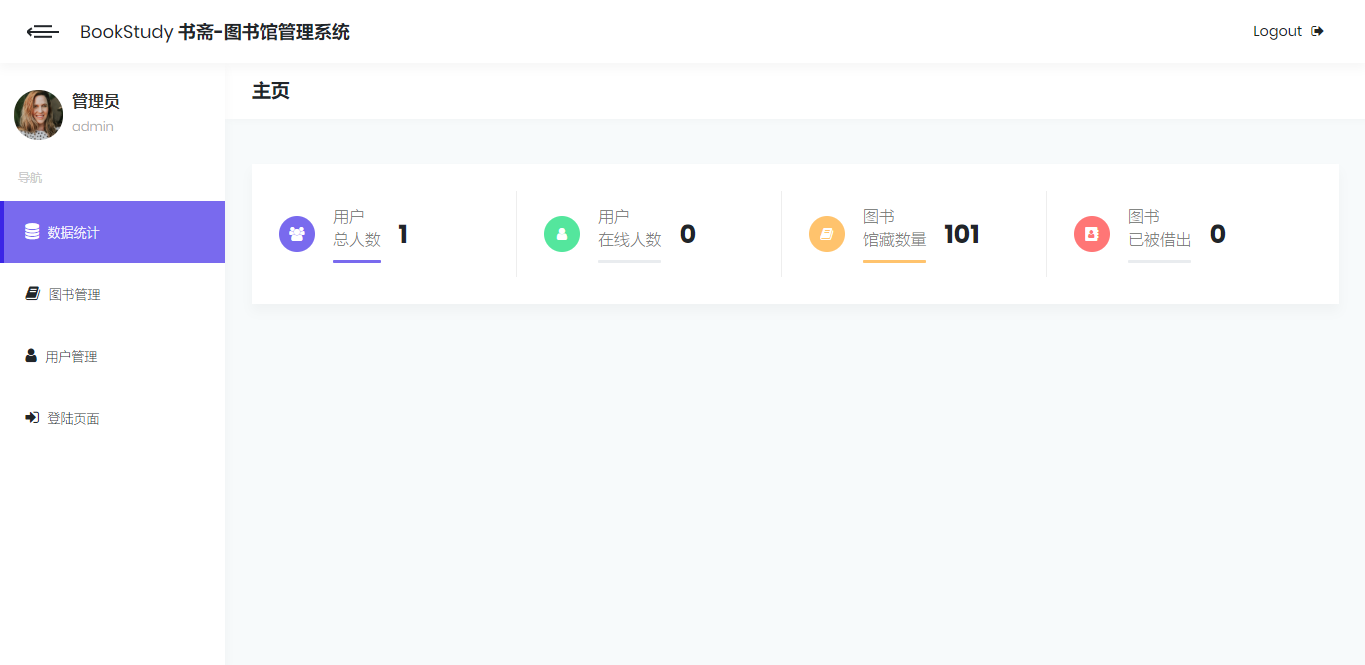 BookStudy 书斋-图书馆管理系统
Logout
管理员
admin
导航
数据统计
图书管理
用户管理
登陆页面
主页
用户
总人数
1
用户
在线人数
0
图书
馆藏数量
101
图书
已被借出
0